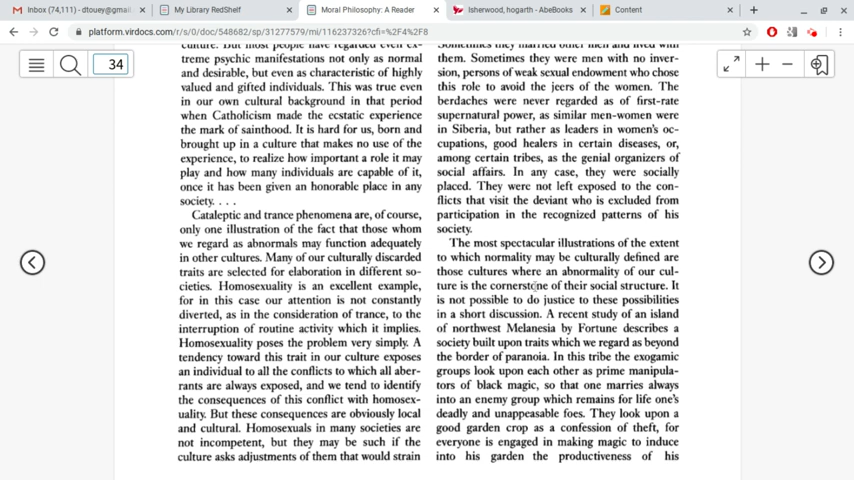 Inbox (74,111) - dtouey@gmail
My Library RedShelf
Moral Philosophy: A Reader
Isherwood, hogarth - AbeBooks
Content
platform.virdocs.com/r/s/0/doc/548682/sp/31277579/mi/116237326?cfi=%2F4%2F8
34
culture. But most people have regarded even ex-
treme psychic manifestations not only as normal
and desirable, but even as characteristic of highly
valued and gifted individuals. This was true even
in our own cultural background in that period
when Catholicism made the ecstatic experience
the mark of sainthood. It is hard for us, born and
brought up in a culture that makes no use of the
experience, to realize how important a role it may
play and how many individuals are capable of it,
once it has been given an honorable place in any
society. . . .
Cataleptic and trance phenomena are, of course,
only one illustration of the fact that those whom
we regard as abnormals may function adequately
in other cultures. Many of our culturally discarded
traits are selected for elaboration in different so-
cieties. Homosexuality is an excellent example,
for in this case our attention is not constantly
diverted, as in the consideration of trance, to the
interruption of routine activity which it implies.
Homosexuality poses the problem very simply. A
tendency toward this trait in our culture exposes
an individual to all the conflicts to which all aber-
rants are always exposed, and we tend to identify
the consequences of this conflict with homosex-
uality. But these consequences are obviously local
and cultural. Homosexuals in many societies are
not incompetent, but they may be such if the
culture asks adjustments of them that would strain
Sometimes they married other men and lived with
them. Sometimes they were men with no inver-
sion, persons of weak sexual endowment who chose
this role to avoid the jeers of the women. The
berdaches were never regarded as of first-rate
supernatural power, as similar men-women were
in Siberia, but rather as leaders in women's oc-
cupations, good healers in certain diseases, or,
among certain tribes, as the genial organizers of
social affairs. In any case, they were socially
placed. They were not left exposed to the con-
flicts that visit the deviant who is excluded from
participation in the recognized patterns of his
society.
The most spectacular illustrations of the extent
to which normality may be culturally defined are
those cultures where an abnormality of our cul-
ture is the cornerstone of their social structure. It
is not possible to do justice to these possibilities
in a short discussion. A recent study of an island
of northwest Melanesia by Fortune describes a
society built upon traits which we regard as beyond
the border of paranoia. In this tribe the exogamic
groups look upon each other as prime manipula-
tors of black magic, so that one marries always
into an enemy group which remains for life one's
deadly and unappeasable foes. They look upon a
good garden crop as a confession of theft, for
everyone is engaged in making magic to induce
into his garden the productiveness of his